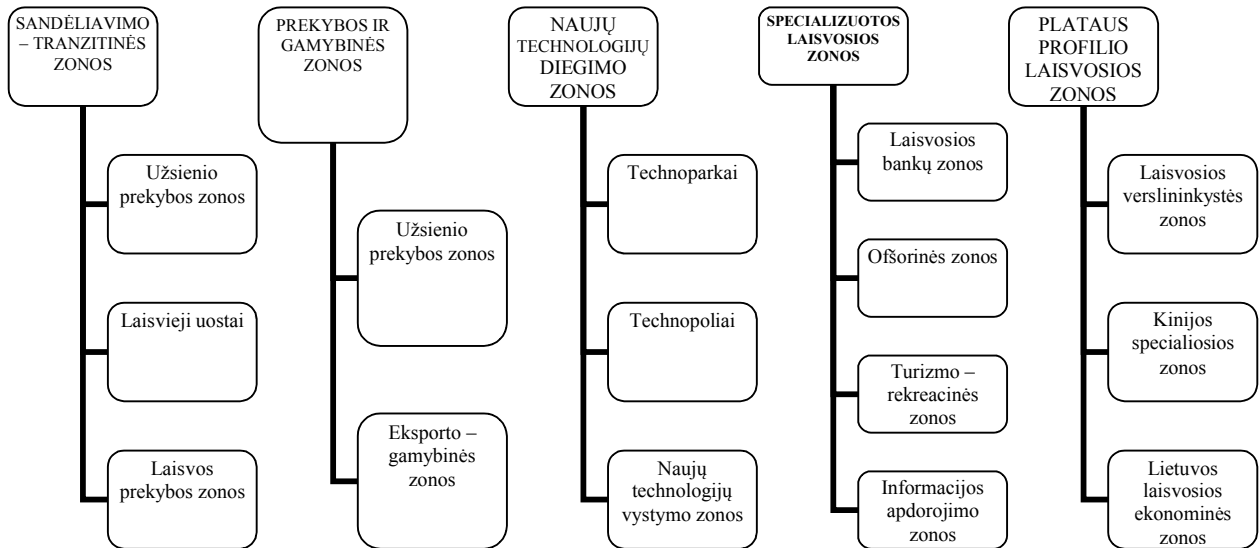 SANDĖLIAVIMO
– TRANZITINĖS
ZONOS
Užsienio
prekybos zonos
Laisvieji uostai
Laisvos
prekybos zonos
PREKYBOS IR
GAMYBINĖS
ZONOS
Užsienio
prekybos zonos
Eksporto –
gamybinės
zonos
NAUJŲ
TECHNOLOGIJŲ
DIEGIMO
ZONOS
Technoparkai
Technopoliai
Naujų
technologijų
vystymo zonos
SPECIALIZUOTOS
LAISVOSIOS
ZONOS
Laisvosios
bankų zonos
Ofšorinės zonos
Turizmo –
rekreacinės
zonos
Informacijos
apdorojimo
zonos
PLATAUS
PROFILIO
LAISVOSIOS
ZONOS
Laisvosios
verslininkystės
zonos
Kinijos
specialiosios
zonos
Lietuvos
laisvosios
ekonominės
zonos